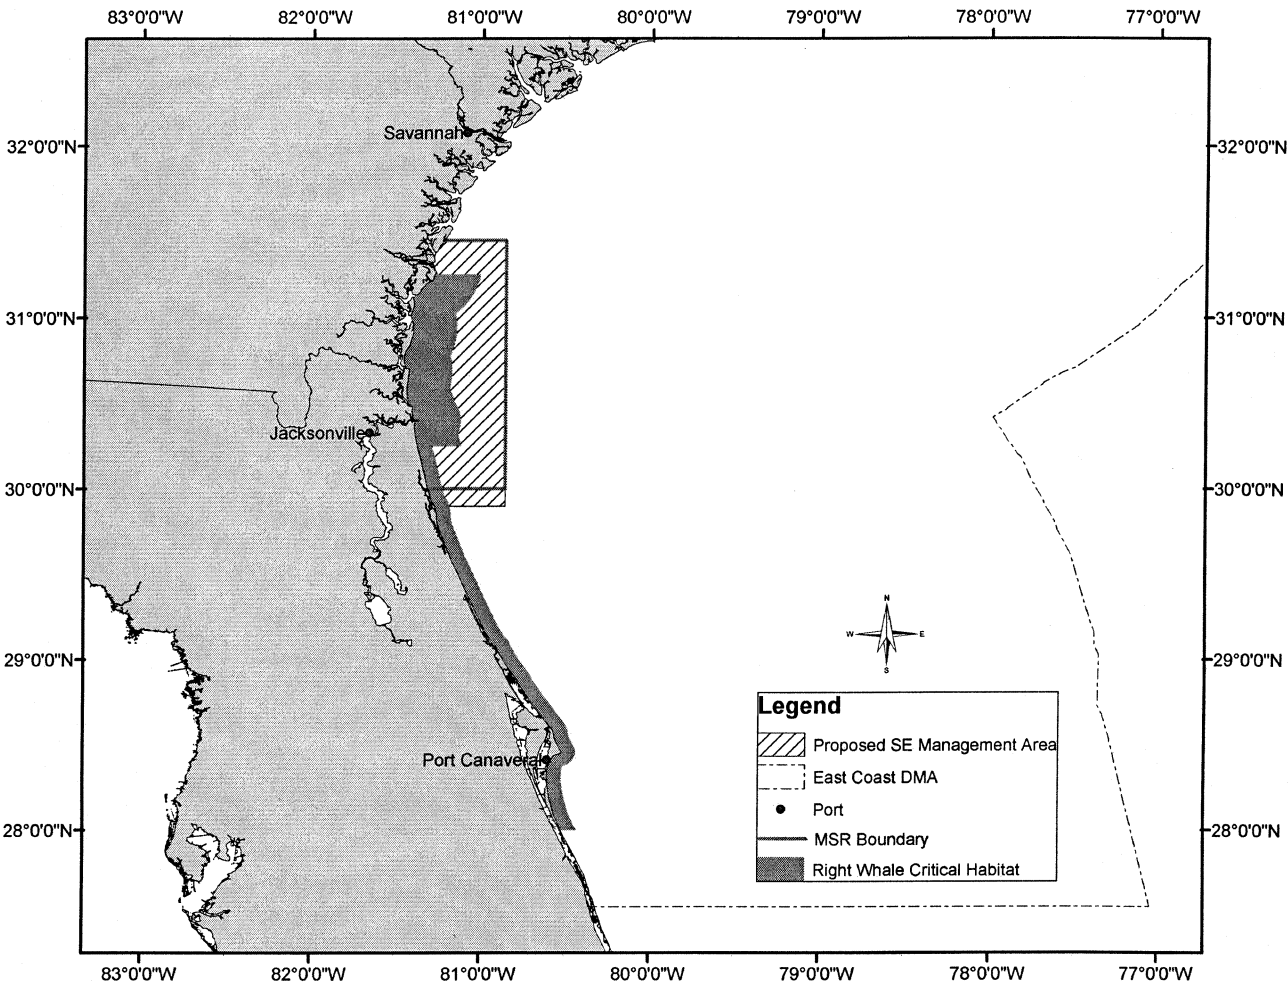 83°0'0"W 82°0'0"W 81°0'0"W 80°0'0"W 79°0'0"W 78°0'0"W 77°0'0"W
Savannah
32°0'0"N 32°0'0"N
31°0'0"N 31°0'0"N
Jacksonville
30°0'0"N 30°0'0"N
N
W E
S
29°0'0"N 29°0'0"N
Legend
Proposed SE Management Area
Port Canaveral
East Coast DMA
Port
28°0'0"N 28°0'0"N
MSR Boundary
Right Whale Critical Habitat
83°0'0"W 82°0'0"W 81°0'0"W 80°0'0"W 79°0'0"W 78°0'0"W 77°0'0"W